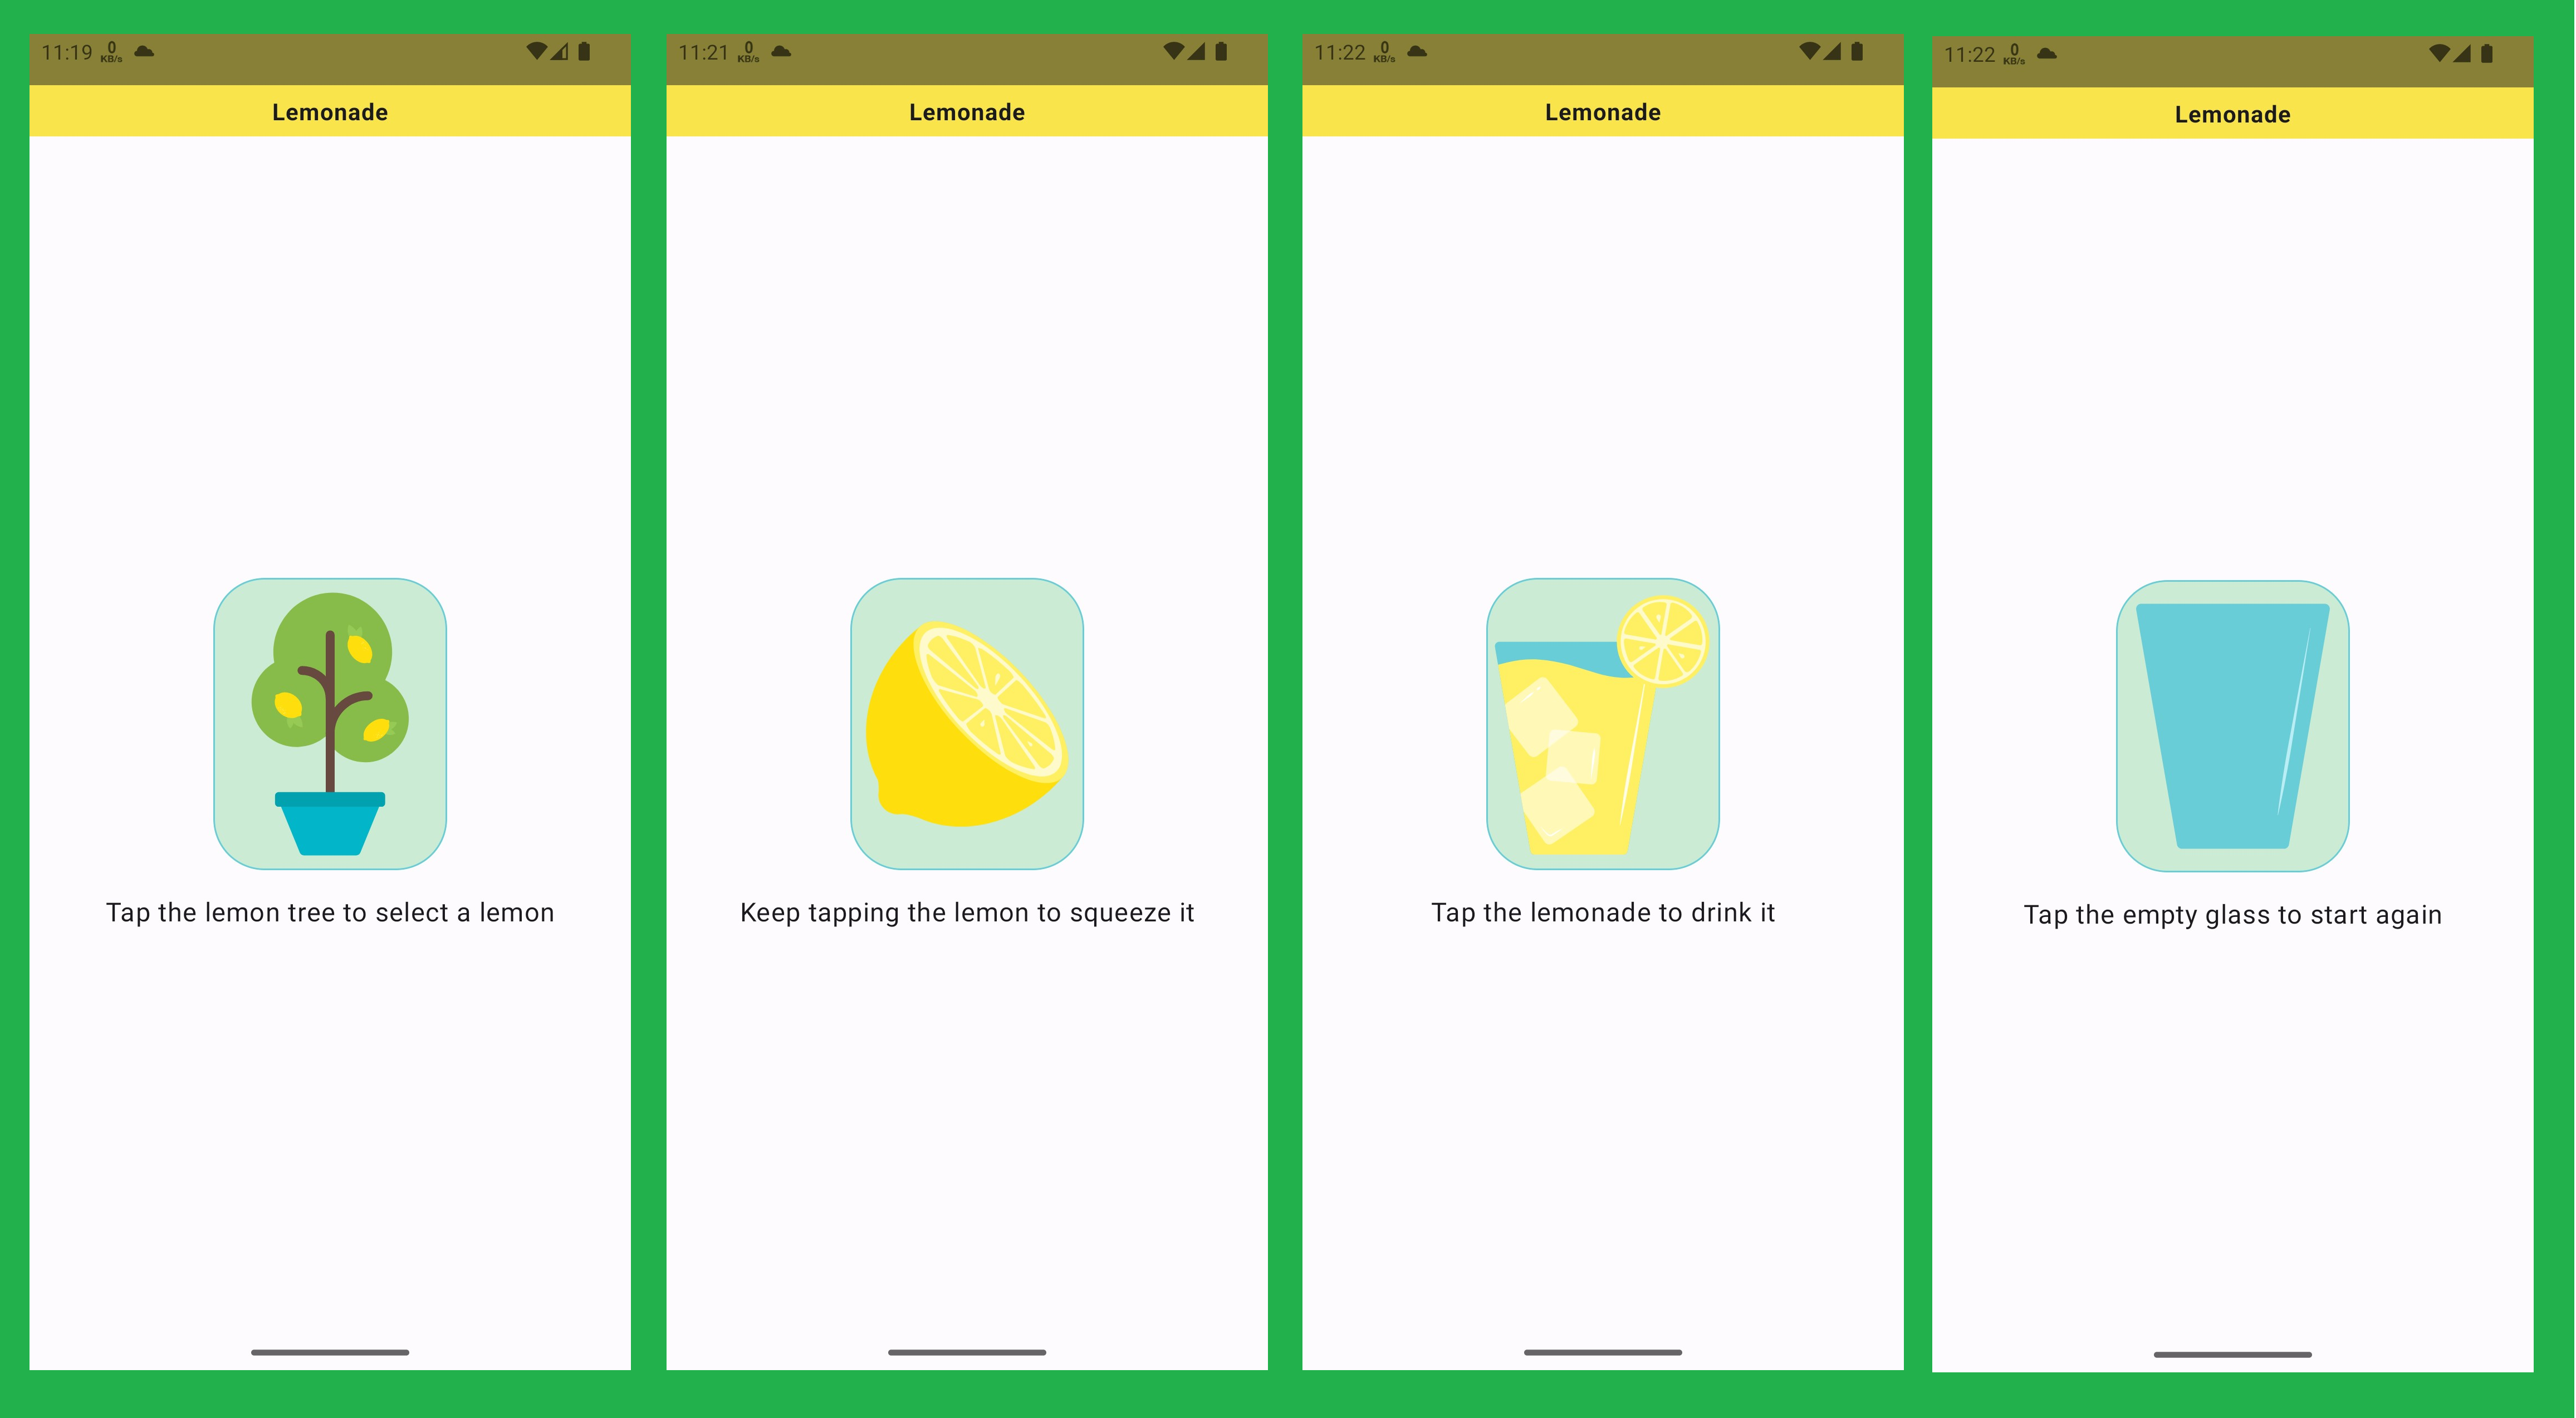 11:19 0 KB/s
Lemonade
Tap the lemon tree to select a lemon
11:21 0 KB/s
Lemonade
Keep tapping the lemon to squeeze it
11:22 0 KB/s
Lemonade
Tap the lemonade to drink it
11:22 0 KB/s
Lemonade
Tap the empty glass to start again